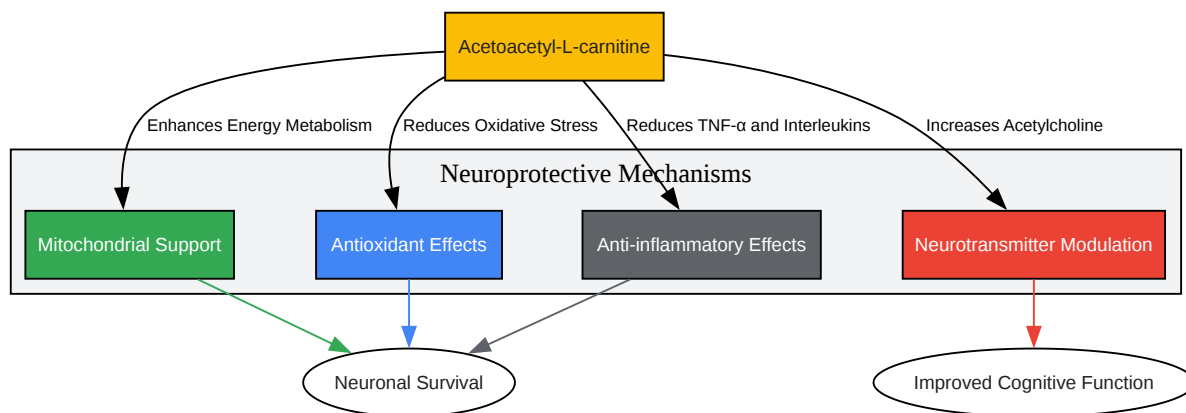 Acetoacetyl-L-carnitine
Enhances Energy Metabolism
Reduces Oxidative Stress
Reduces TNF-α and Interleukins
Increases Acetylcholine
Neuroprotective Mechanisms
Mitochondrial Support
Antioxidant Effects
Anti-inflammatory Effects
Neurotransmitter Modulation
Neuronal Survival
Improved Cognitive Function